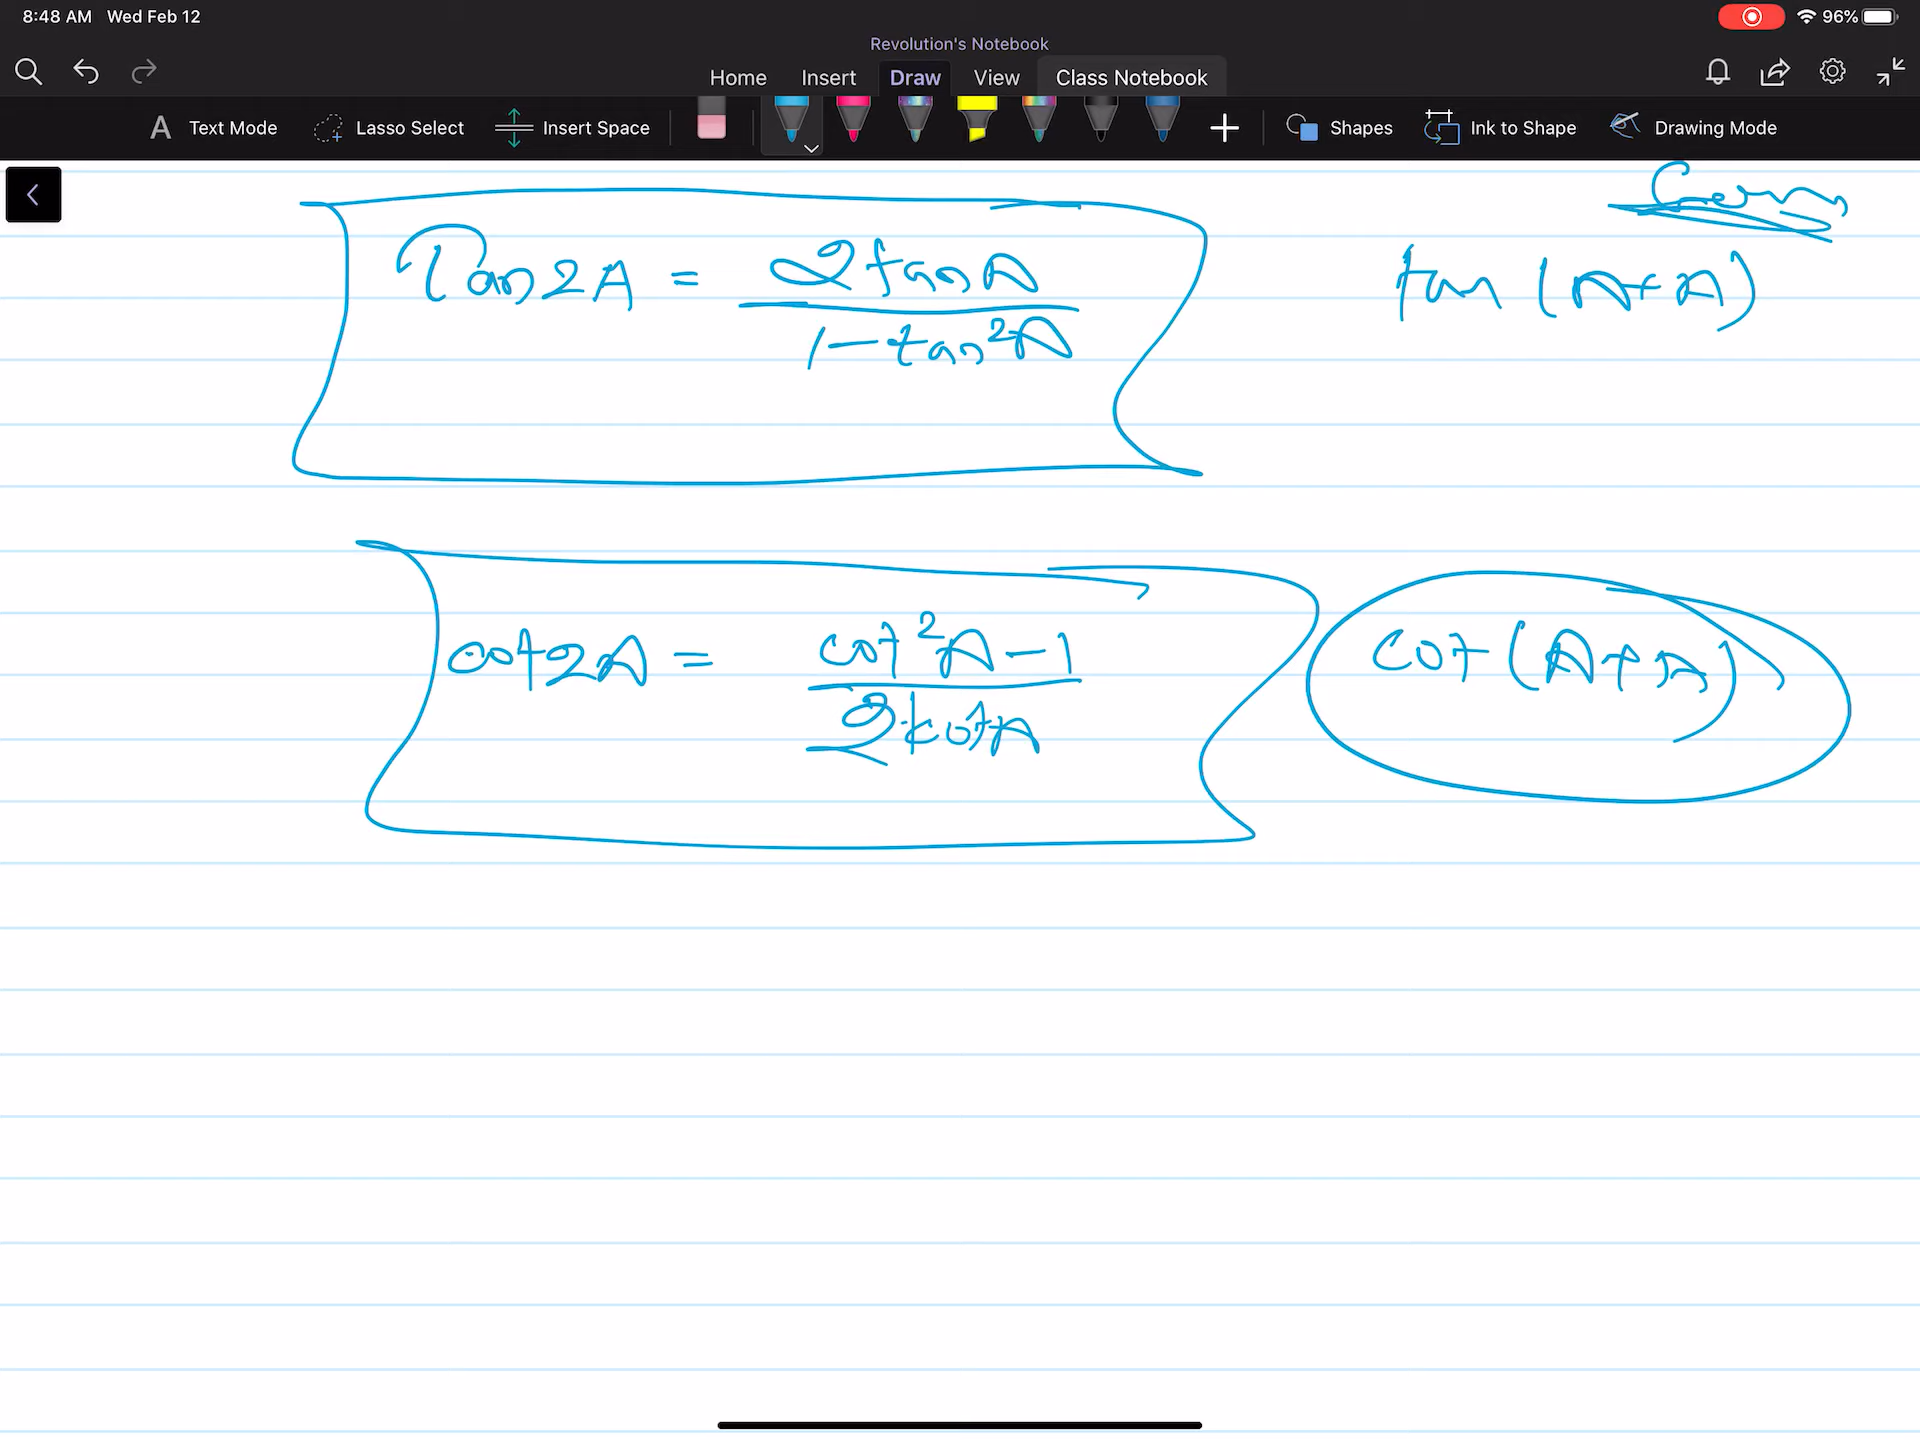 8:48 AM Wed Feb 12
96%
Revolution's Notebook
Home Insert Draw View Class Notebook
Text Mode Lasso Select Insert Space Shapes Ink to Shape Drawing Mode
Tan2A = 2tanA / 1-tan²A
tan (A+A)
cot2A = cot²A-1 / 2cotA
cot (A+A)